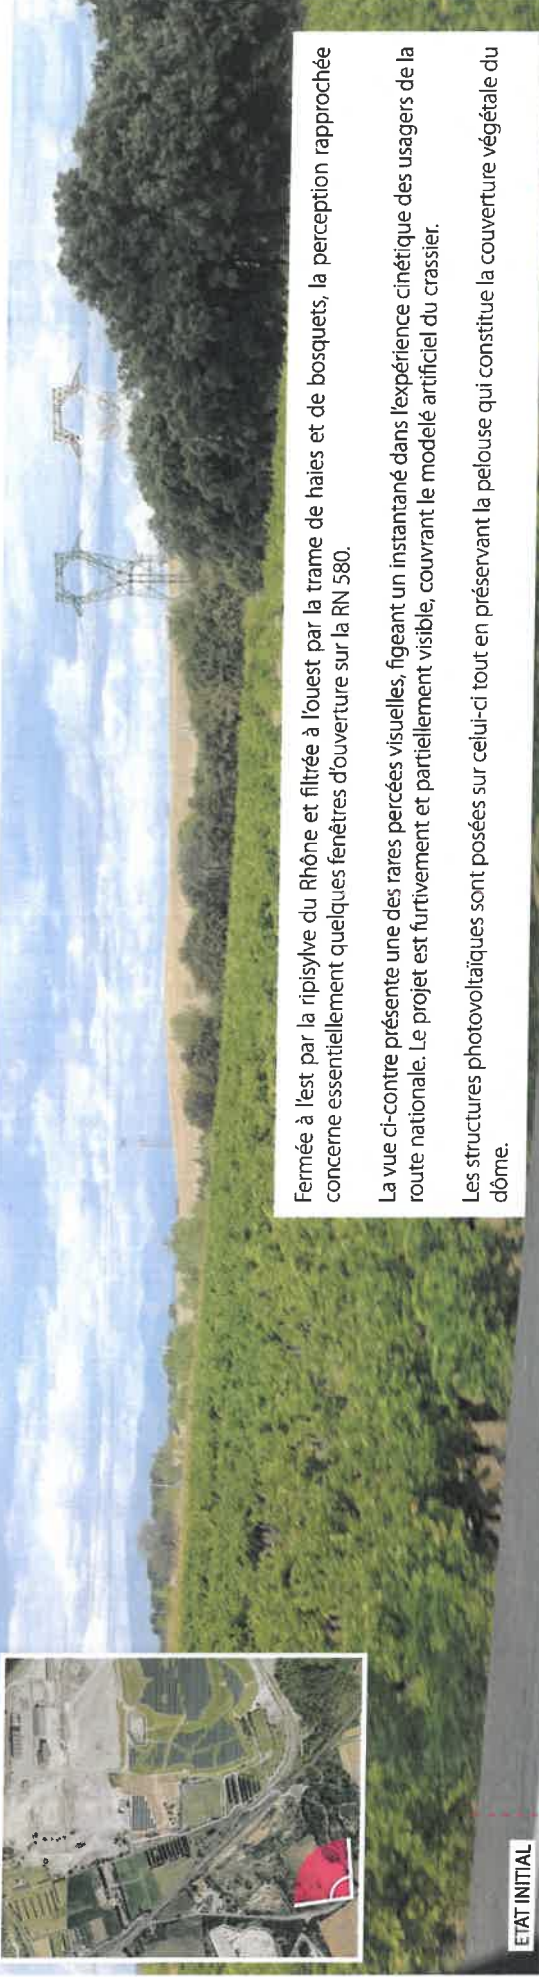 Fermée à l'est par la ripisylve du Rhône et filtrée à l'ouest par la trame de haies et de bosquets, la perception rapprochée
concerne essentiellement quelques fenêtres d'ouverture sur la RN 580.
La vue ci-contre présente une des rares percées visuelles, figeant un instantané dans l'expérience cinétique des usagers de la
route nationale. Le projet est furtivement et partiellement visible, couvrant le modelé artificiel du crassier.
Les structures photovoltaïques sont posées sur celui-ci tout en préservant la pelouse qui constitue la couverture végétale du
dôme.
ETAT INITIAL